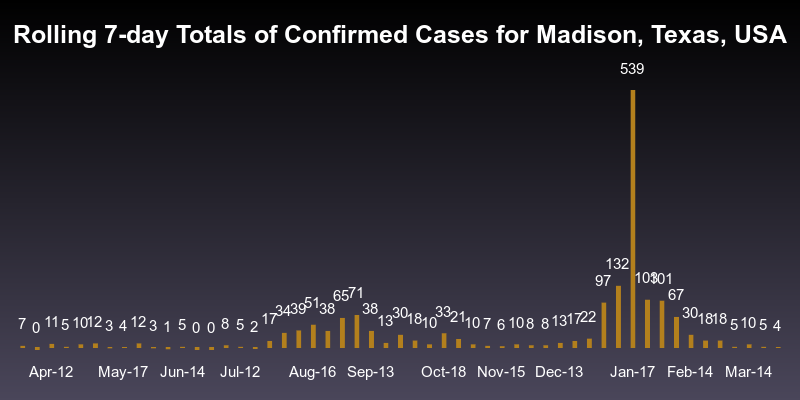 Rolling 7-day Totals of Confirmed Cases for Madison, Texas, USA
539
132
97
103 101
67
7 0 11 5 10 12 3 4 12 3 1 5 0 0 8 5 2 17 34 39 51 38 65 71 38 13 30 18 10 33 21 10 7 6 10 8 8 13 17 22 30 18 18 5 10 5 4
Apr-12 May-17 Jun-14 Jul-12 Aug-16 Sep-13 Oct-18 Nov-15 Dec-13 Jan-17 Feb-14 Mar-14